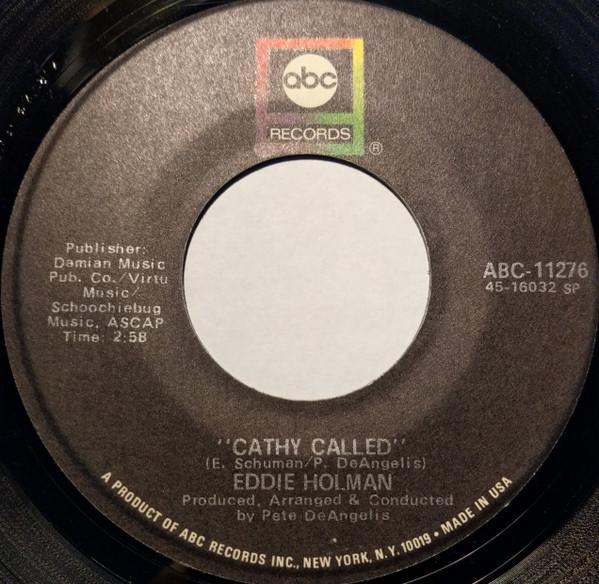 abc
RECORDS
®
Publisher:
Damian Music
Pub. Co./Virtu
Music/
Schoochiebug
Music, ASCAP
Time: 2:58
ABC-11276
45-16032 SP
"CATHY CALLED"
(E. Schuman/P. DeAngelis)
EDDIE HOLMAN
Produced, Arranged & Conducted
by Pete DeAngelis
A PRODUCT OF ABC RECORDS INC., NEW YORK, N.Y. 10019 • MADE IN USA